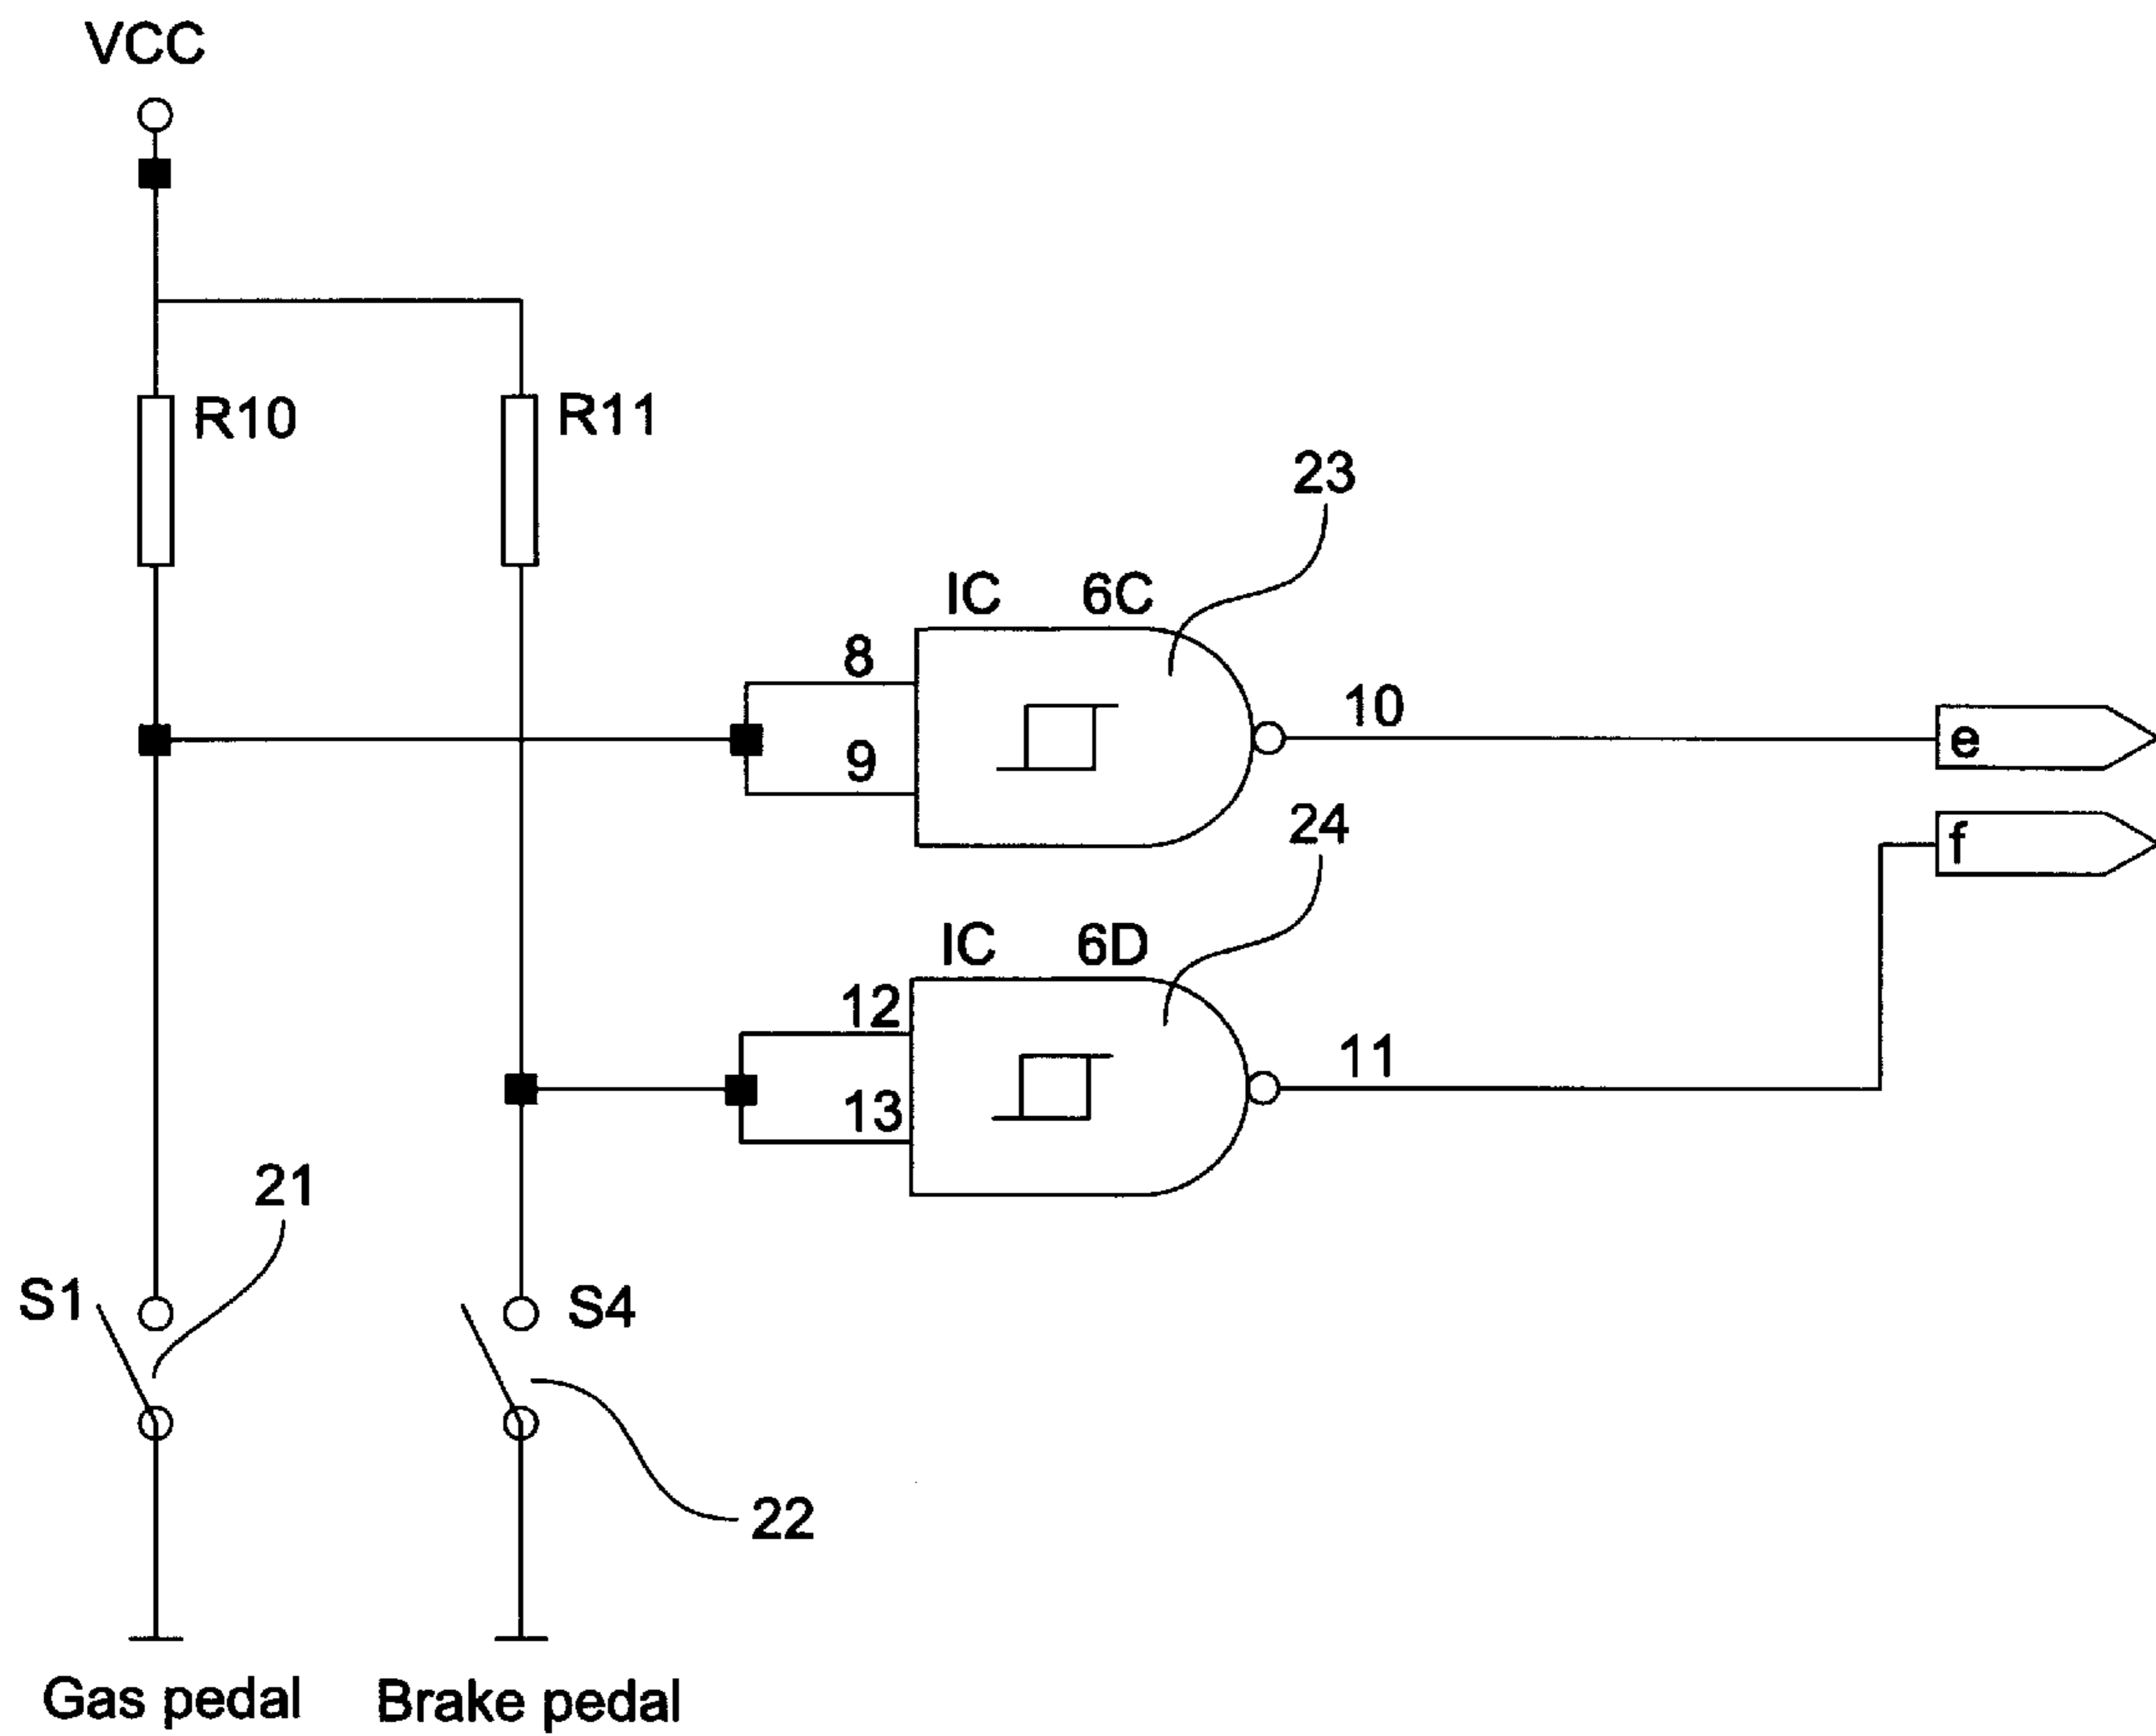 VCC
R10
R11
23
IC 6C
8
10
9
e
24
f
IC 6D
12
11
13
21
S1
S4
22
Gas pedal
Brake pedal